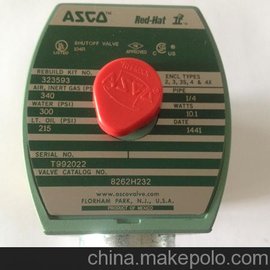 ASCO Red-Hat II
SHUTOFF VALVE
REBUILD KIT NO.
323593
ENCL TYPES
2, 3, 3S, 4, 4X
AIR, INERT GAS (PSI)
340
PIPE
1/4
WATER (PSI)
300
WATTS
10.1
LT. OIL (PSI)
215
DATE
1441
SERIAL NO.
T992022
VALVE CATALOG NO.
8262H232
www.ascovalve.com
FLORHAM PARK, N.J., U.S.A.
china.makepolo.com